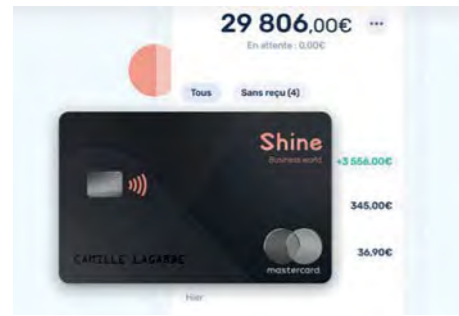 29 806,00€
En attente : 0,00€
Tous
Sans reçu (4)
Shine
Business world
+3 556,00€
345,00€
CAMILLE LAGARDE
36,90€
mastercard
Hier